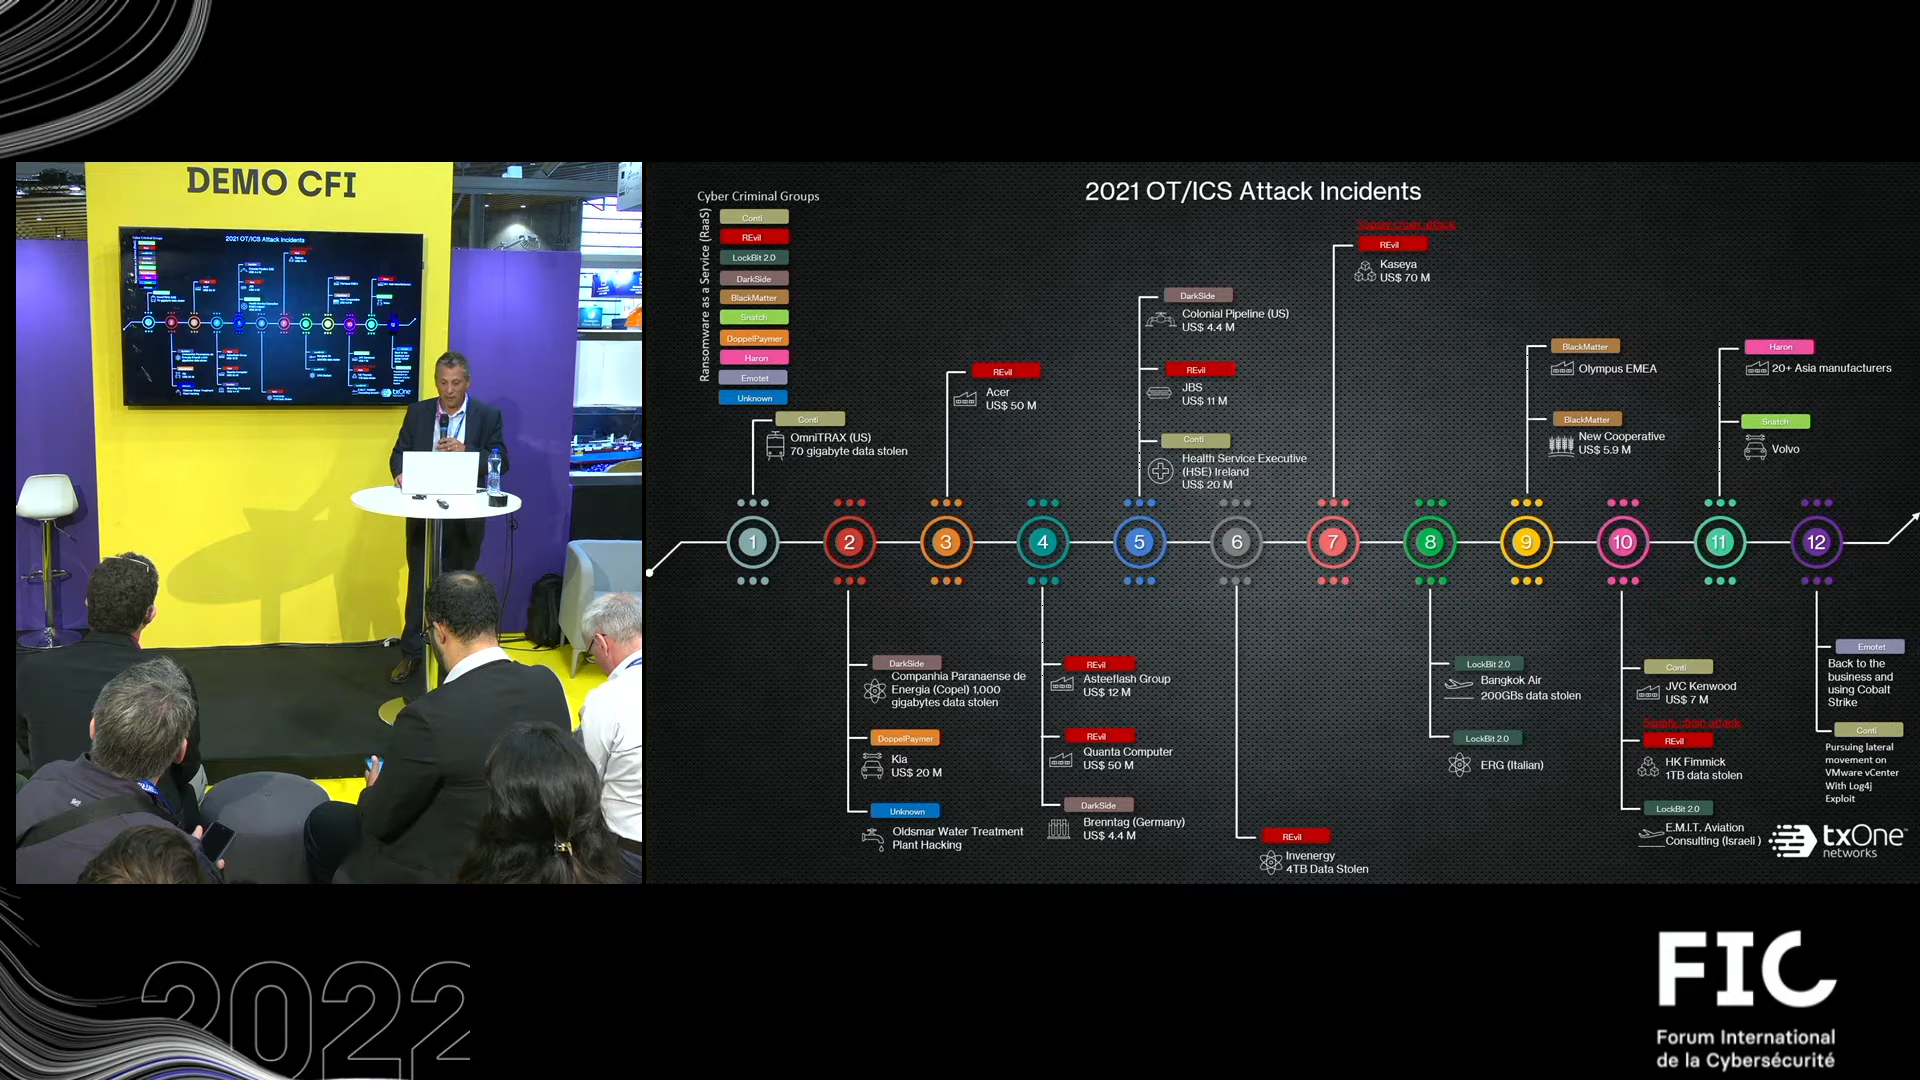 DEMO CFI
2021 OT/ICS Attack Incidents
Cyber Criminal Groups
Ransomware as a Service (RaaS)
Conti
REvil
LockBit 2.0
DarkSide
BlackMatter
Snatch
DoppelPaymer
Haron
Emotet
Unknown
Conti
OmniTRAX (US)
70 gigabyte data stolen
REvil
Acer
US$ 50 M
DarkSide
Colonial Pipeline (US)
US$ 4.4 M
REvil
JBS
US$ 11 M
Conti
Health Service Executive
(HSE) Ireland
US$ 20 M
Supply chain attack
REvil
Kaseya
US$ 70 M
BlackMatter
Olympus EMEA
BlackMatter
New Cooperative
US$ 5.9 M
Haron
20+ Asia manufacturers
Snatch
Volvo
1 2 3 4 5 6 7 8 9 10 11 12
DarkSide
Companhia Paranaense de
Energia (Copel) 1,000
gigabytes data stolen
DoppelPaymer
Kia
US$ 20 M
Unknown
Oldsmar Water Treatment
Plant Hacking
REvil
Asteelflash Group
US$ 12 M
REvil
Quanta Computer
US$ 50 M
DarkSide
Brenntag (Germany)
US$ 4.4 M
REvil
Invenergy
4TB Data Stolen
LockBit 2.0
Bangkok Air
200GBs data stolen
LockBit 2.0
ERG (Italian)
Conti
JVC Kenwood
US$ 7 M
Supply chain attack
REvil
HK Fimmick
1TB data stolen
LockBit 2.0
E.M.I.T. Aviation
Consulting (Israeli )
Emotet
Back to the
business and
using Cobalt
Strike
Conti
Pursuing lateral
movement on
VMware vCenter
With Log4j
Exploit
txOne
networks
2022
FIC
Forum International
de la Cybersécurité